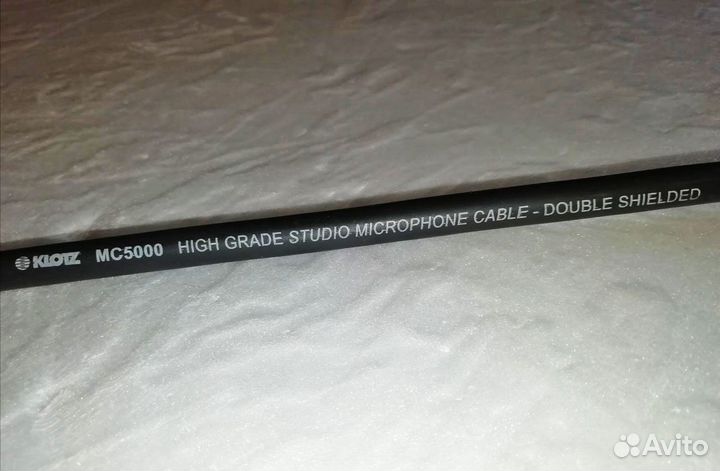 KLOTZ MC5000 HIGH GRADE STUDIO MICROPHONE CABLE - DOUBLE SHIELDED
Avito